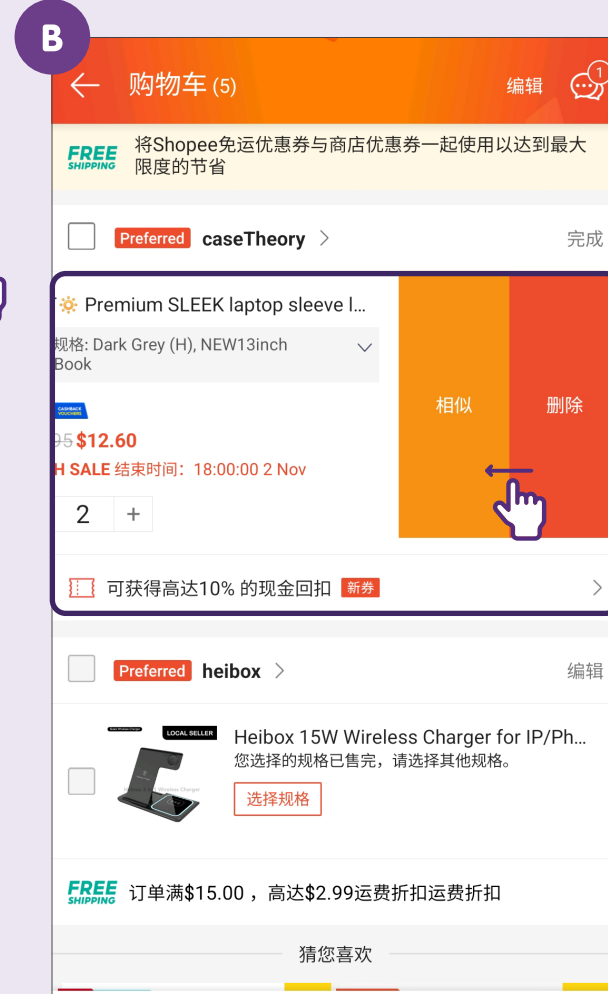 B
购物车 (5)
编辑
1
FREE SHIPPING
将Shopee免运优惠券与商店优惠券一起使用以达到最大
限度的节省
Preferred caseTheory
完成
Premium SLEEK laptop sleeve l...
规格: Dark Grey (H), NEW13inch
Book
相似
删除
CASHBACK
VOUCHERS
95 $12.60
H SALE 结束时间：18:00:00 2 Nov
2 +
可获得高达10% 的现金回扣 新券
Preferred heibox
编辑
LOCAL SELLER
Heibox 15W Wireless Charger for IP/Ph...
您选择的规格已售完，请选择其他规格。
选择规格
FREE SHIPPING
订单满$15.00 ，高达$2.99运费折扣运费折扣
猜您喜欢